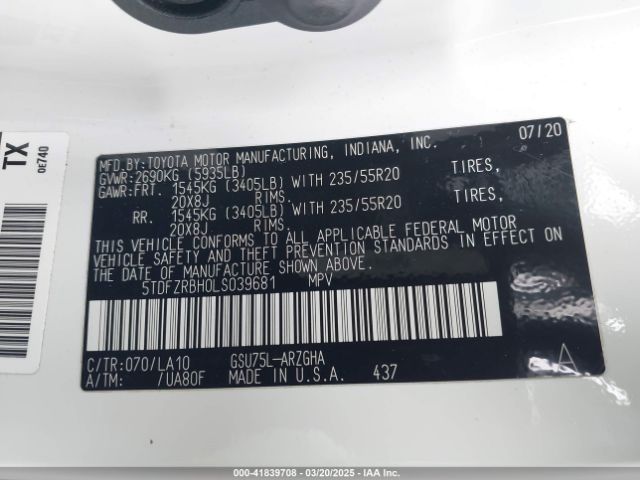 TX
0E740
MFD.BY:TOYOTA MOTOR MANUFACTURING, INDIANA, INC. 07/20
GVWR:2690KG (5935LB)
GAWR:FRT. 1545KG (3405LB) WITH 235/55R20 TIRES,
20X8J RIMS.
RR. 1545KG (3405LB) WITH 235/55R20 TIRES,
20X8J RIMS.
THIS VEHICLE CONFORMS TO ALL APPLICABLE FEDERAL MOTOR
VEHICLE SAFETY AND THEFT PREVENTION STANDARDS IN EFFECT ON
THE DATE OF MANUFACTURE SHOWN ABOVE.
5TDFZRBH0LS039681 MPV
C/TR:070/LA10 GSU75L-ARZGHA
A/TM: /UA80F MADE IN U.S.A. 437
A
000-41839708 - 03/20/2025 - IAA Inc.